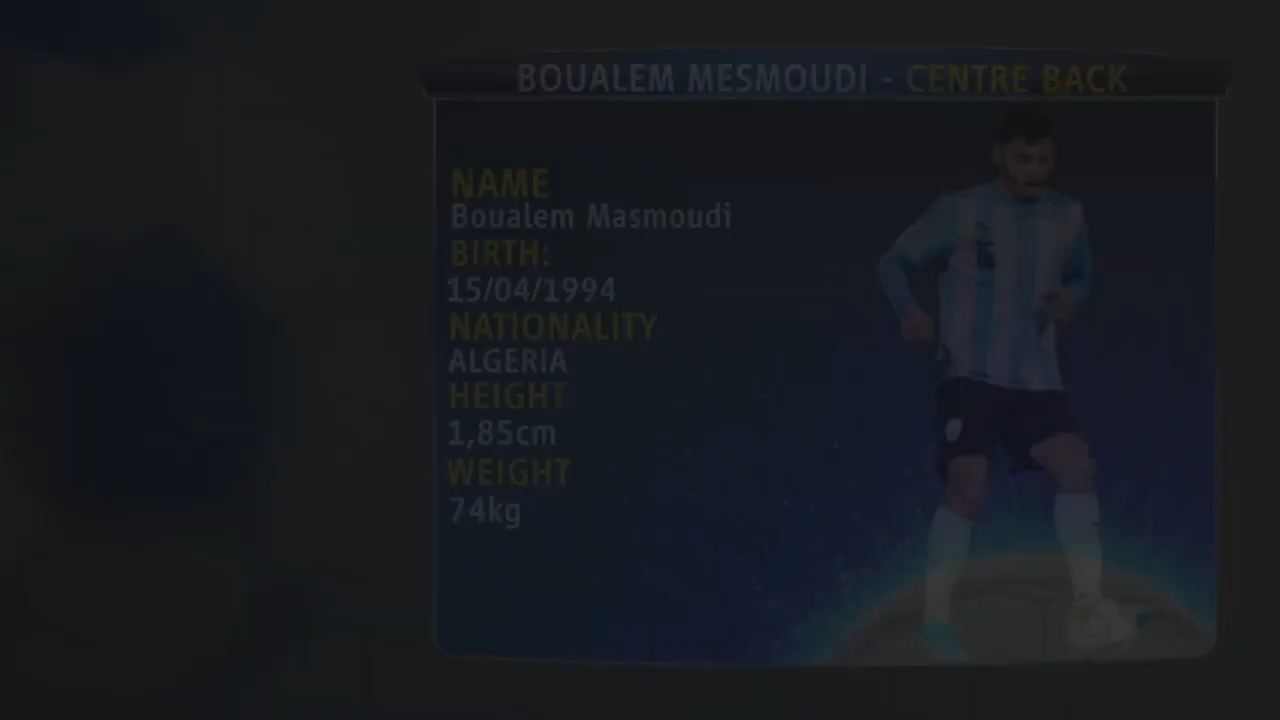 BOUALEM MESMOUDI - CENTRE BACK
NAME
Boualem Masmoudi
BIRTH:
15/04/1994
NATIONALITY
ALGERIA
HEIGHT
1,85cm
WEIGHT
74kg